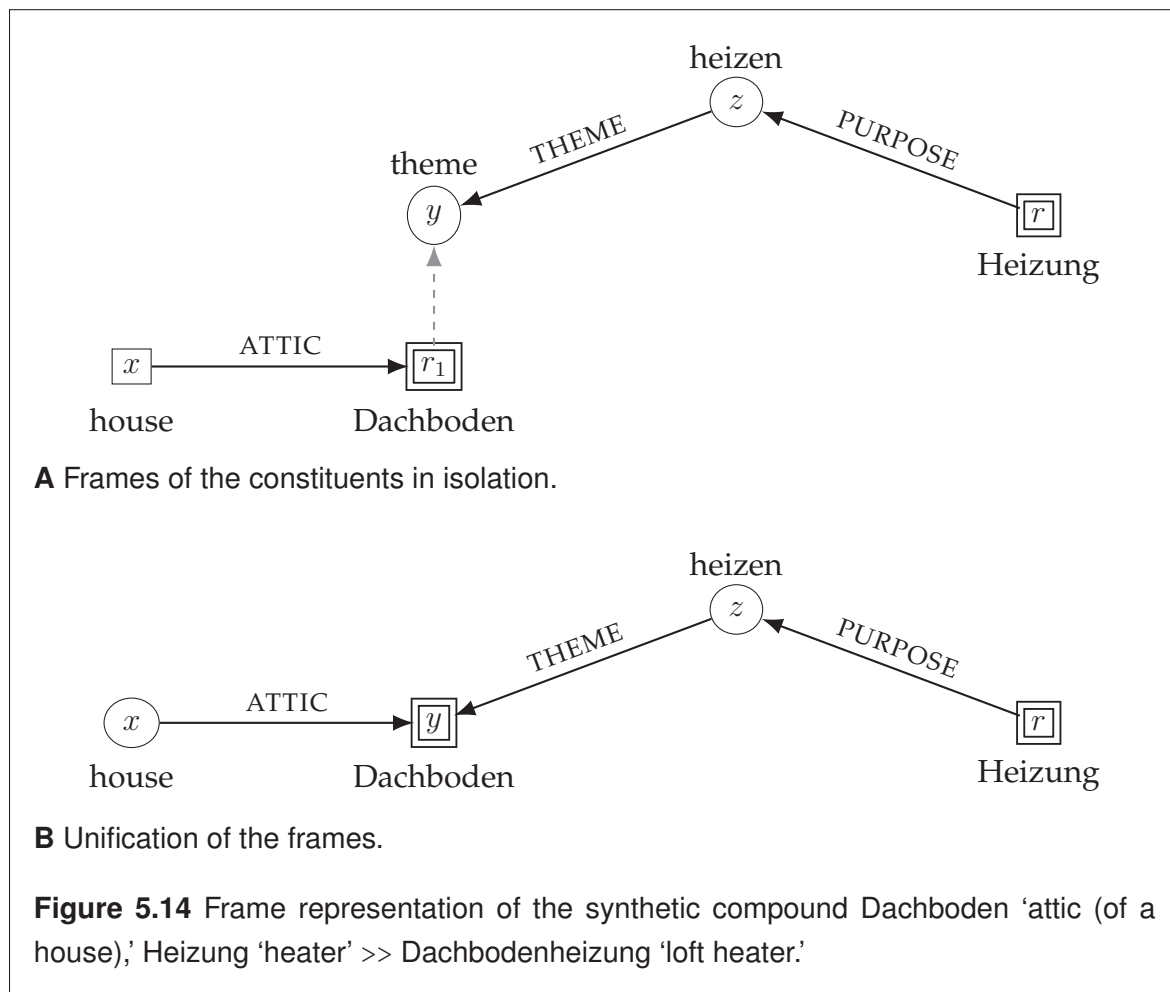 heizen
z
THEME
PURPOSE
theme
y
r
Heizung
x
ATTIC
r₁
house
Dachboden
A Frames of the constituents in isolation.
heizen
z
THEME
PURPOSE
x
ATTIC
y
r
house
Dachboden
Heizung
B Unification of the frames.
Figure 5.14 Frame representation of the synthetic compound Dachboden ‘attic (of a
house),’ Heizung ‘heater’ >> Dachbodenheizung ‘loft heater.’